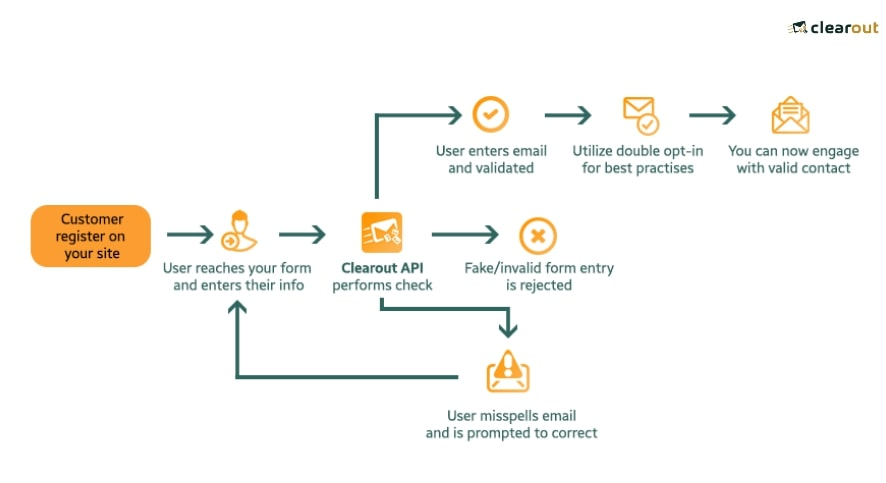 clearout
User enters email
and validated
Utilize double opt-in
for best practises
You can now engage
with valid contact
Customer
register on
your site
User reaches your form
and enters their info
Clearout API
performs check
Fake/invalid form entry
is rejected
User misspells email
and is prompted to correct